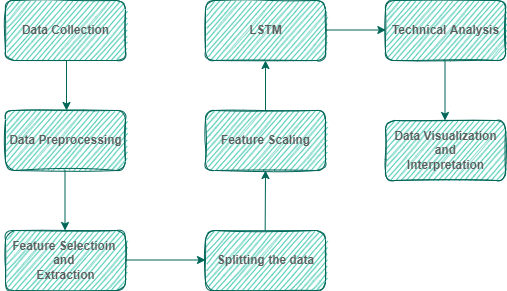 Data Collection
Data Preprocessing
Feature Selectioin
and
Extraction
Splitting the data
Feature Scaling
LSTM
Technical Analysis
Data Visualization
and
Interpretation